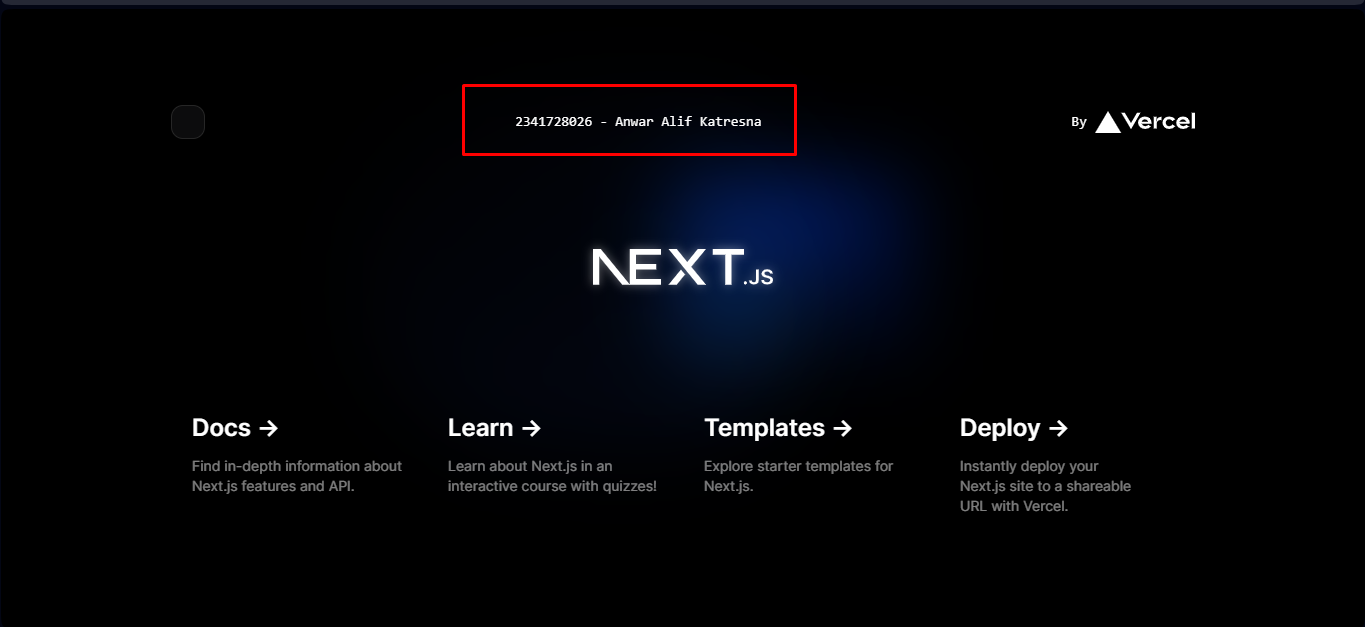 2341728026 - Anwar Alif Katresna
By Vercel
NEXT.JS
Docs →
Find in-depth information about
Next.js features and API.
Learn →
Learn about Next.js in an
interactive course with quizzes!
Templates →
Explore starter templates for
Next.js.
Deploy →
Instantly deploy your
Next.js site to a shareable
URL with Vercel.